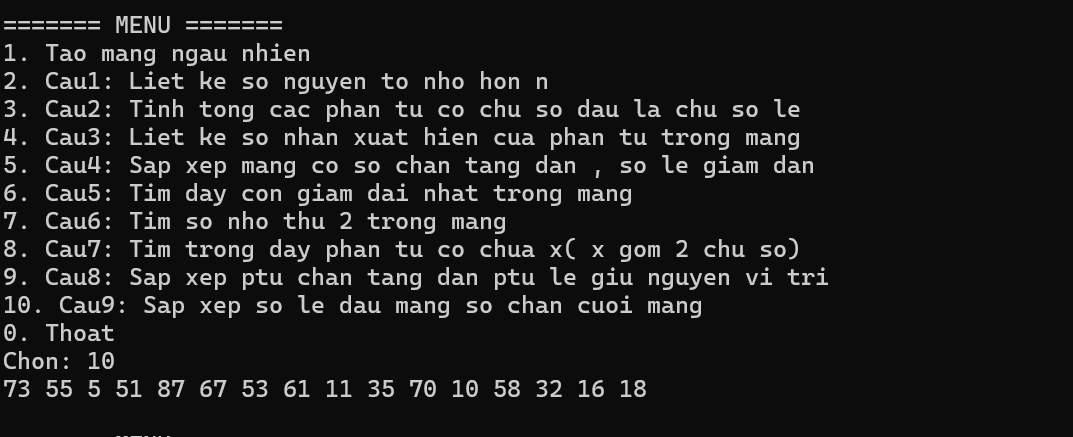 ======= MENU =======
1. Tao mang ngau nhien
2. Cau1: Liet ke so nguyen to nho hon n
3. Cau2: Tinh tong cac phan tu co chu so dau la chu so le
4. Cau3: Liet ke so nhan xuat hien cua phan tu trong mang
5. Cau4: Sap xep mang co so chan tang dan , so le giam dan
6. Cau5: Tim day con giam dai nhat trong mang
7. Cau6: Tim so nho thu 2 trong mang
8. Cau7: Tim trong day phan tu co chua x( x gom 2 chu so)
9. Cau8: Sap xep ptu chan tang dan ptu le giu nguyen vi tri
10. Cau9: Sap xep so le dau mang so chan cuoi mang
0. Thoat
Chon: 10
73 55 5 51 87 67 53 61 11 35 70 10 58 32 16 18